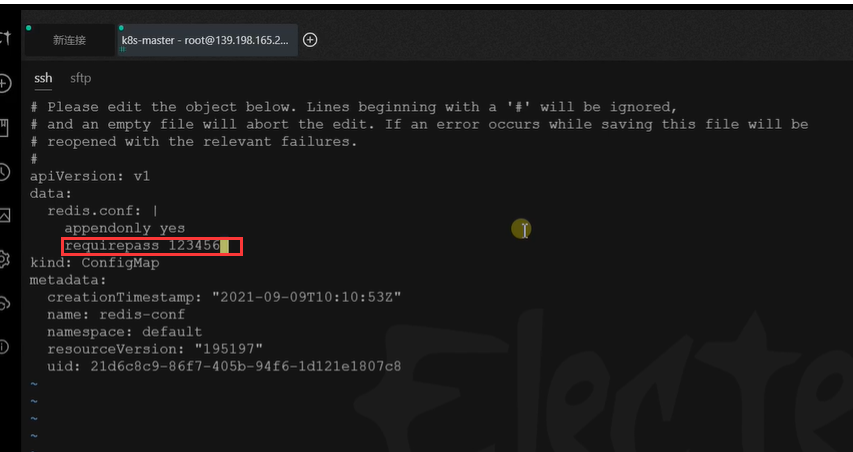 新连接
k8s-master - root@139.198.165.2...
ssh sftp
# Please edit the object below. Lines beginning with a '#' will be ignored,
# and an empty file will abort the edit. If an error occurs while saving this file will be
# reopened with the relevant failures.
#
apiVersion: v1
data:
  redis.conf: |
    appendonly yes
    requirepass 123456
kind: ConfigMap
metadata:
  creationTimestamp: "2021-09-09T10:10:53Z"
  name: redis-conf
  namespace: default
  resourceVersion: "195197"
  uid: 21d6c8c9-86f7-405b-94f6-1d121e1807c8
~
~
~
~
Electe